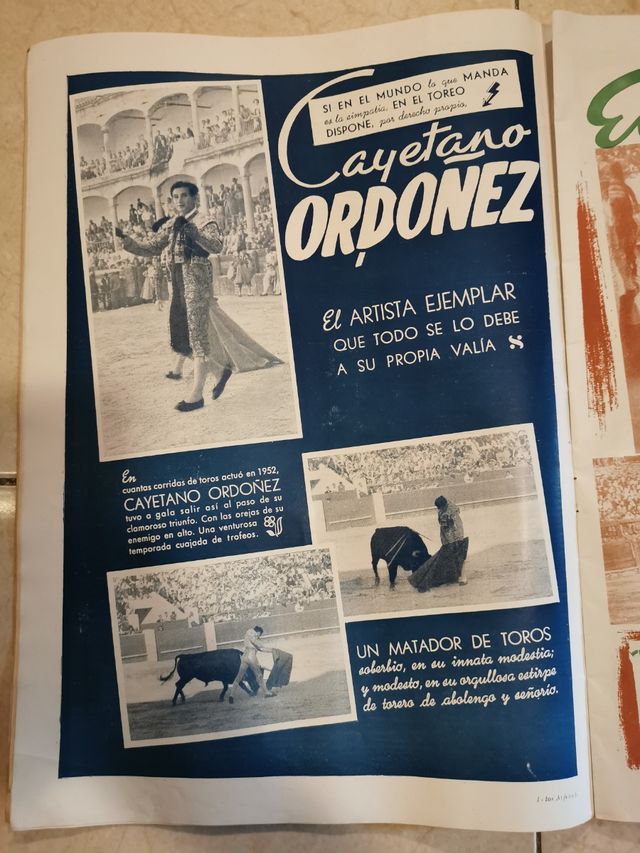 SI EN EL MUNDO lo que MANDA
es la simpatía, EN EL TOREO
DISPONE, por derecho propio,
Cayetano
ORDOÑEZ
El ARTISTA EJEMPLAR
QUE TODO SE LO DEBE
A SU PROPIA VALÍA
En
cuantas corridas de toros actuó en 1952,
CAYETANO ORDOÑEZ
tuvo a gala salir así al paso de su
clamoroso triunfo. Con las orejas de su
enemigo en alto. Una venturosa
temporada cuajada de trofeos.
UN MATADOR DE TOROS
soberbio, en su innata modestia;
y modesto, en su orgullosa estirpe
de torero de abolengo y señorío.